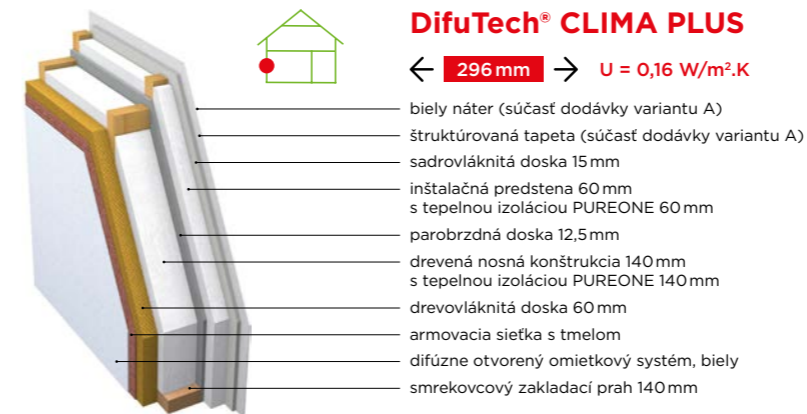 DifuTech® CLIMA PLUS
296 mm U = 0,16 W/m².K
biely náter (súčasť dodávky variantu A)
štruktúrovaná tapeta (súčasť dodávky variantu A)
sadrovláknitá doska 15 mm
inštalačná predstena 60 mm
s tepelnou izoláciou PUREONE 60 mm
parobrzdná doska 12,5 mm
drevená nosná konštrukcia 140 mm
s tepelnou izoláciou PUREONE 140 mm
drevovláknitá doska 60 mm
armovacia sieťka s tmelom
difúzne otvorený omietkový systém, biely
smrekovcový zakladací prah 140 mm